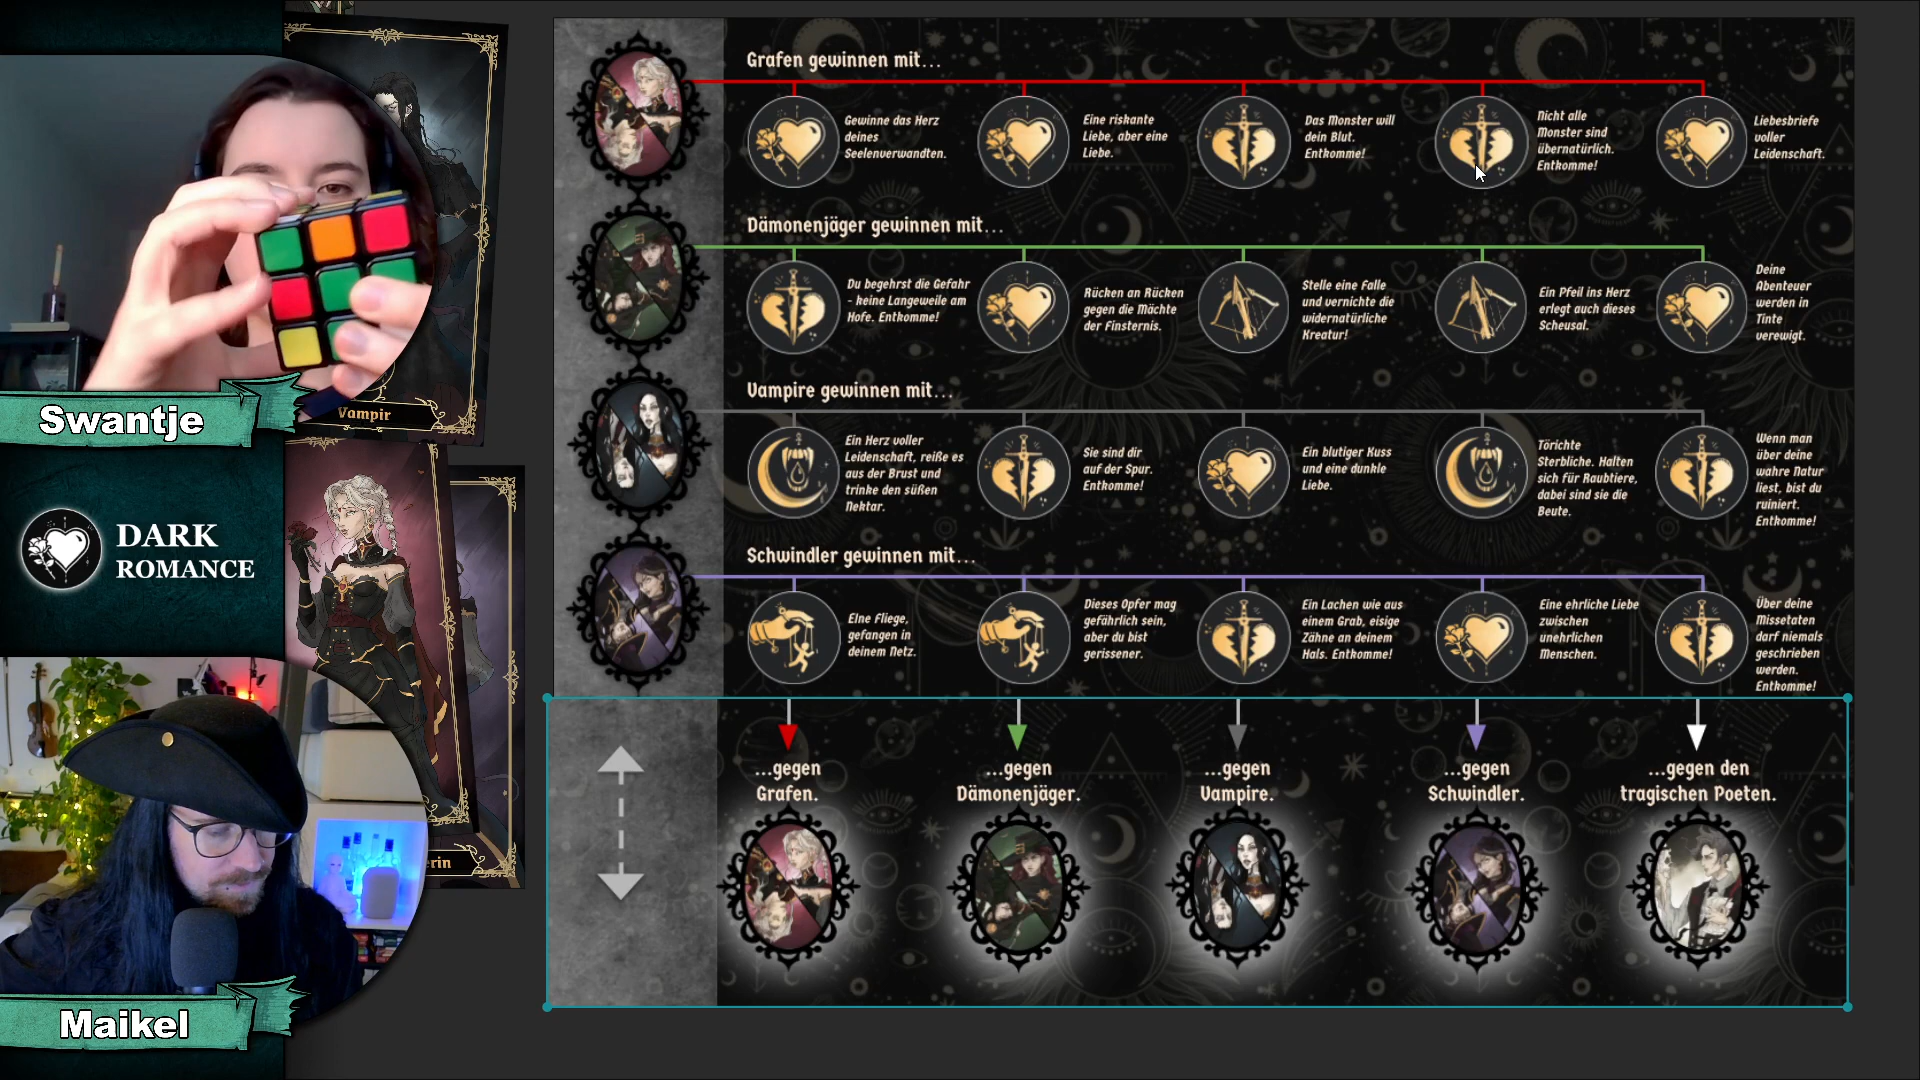 Grafen gewinnen mit...
Gewinne das Herz
deines
Seelenverwandten.
Eine riskante
Liebe, aber eine
Liebe.
Das Monster will
dein Blut.
Entkomme!
Nicht alle
Monster sind
übernatürlich.
Entkomme!
Liebesbriefe
voller
Leidenschaft.
Dämonenjäger gewinnen mit...
Du begehrst die Gefahr
- keine Langeweile am
Hofe. Entkomme!
Rücken an Rücken
gegen die Mächte
der Finsternis.
Stelle eine Falle
und vernichte die
widernatürliche
Kreatur!
Ein Pfeil ins Herz
erlegt auch dieses
Scheusal.
Deine
Abenteuer
werden in
Tinte
verewigt.
Vampire gewinnen mit...
Ein Herz voller
Leidenschaft, reiße es
aus der Brust und
trinke den süßen
Nektar.
Sie sind dir
auf der Spur.
Entkomme!
Ein blutiger Kuss
und eine dunkle
Liebe.
Törichte
Sterbliche. Halten
sich für Raubtiere,
dabei sind sie die
Beute.
Wenn man
über deine
wahre Natur
liest, bist du
ruiniert.
Entkomme!
Schwindler gewinnen mit...
EIne Fliege,
gefangen in
deinem Netz.
Dieses Opfer mag
gefährlich sein,
aber du bist
gerissener.
Ein Lachen wie aus
einem Grab, eisige
Zähne an deinem
Hals. Entkomme!
Eine ehrliche Liebe
zwischen
unehrlichen
Menschen.
Über deine
Missetaten
darf niemals
geschrieben
werden.
Entkomme!
...gegen
Grafen.
...gegen
Dämonenjäger.
...gegen
Vampire.
...gegen
Schwindler.
...gegen den
tragischen Poeten.
Vampir
Swantje
DARK
ROMANCE
erin
Maikel